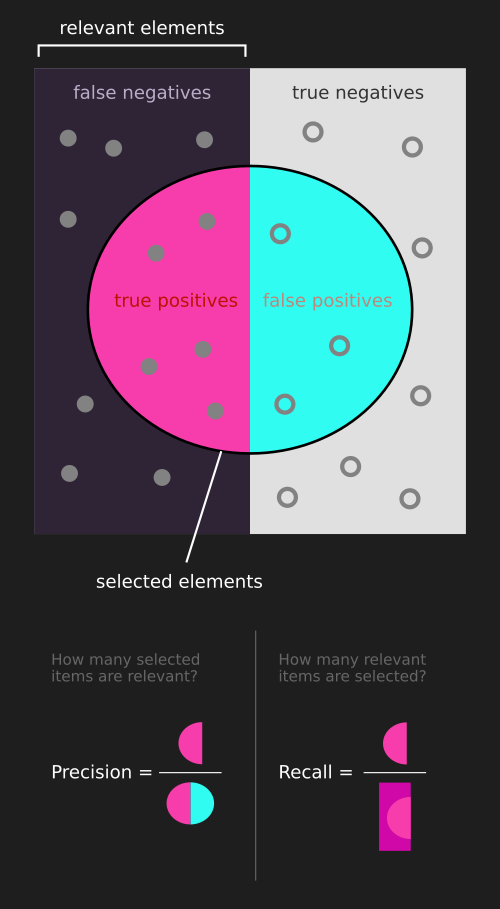 relevant elements
false negatives
true negatives
true positives
false positives
selected elements
How many selected
items are relevant?
How many relevant
items are selected?
Precision =
Recall =